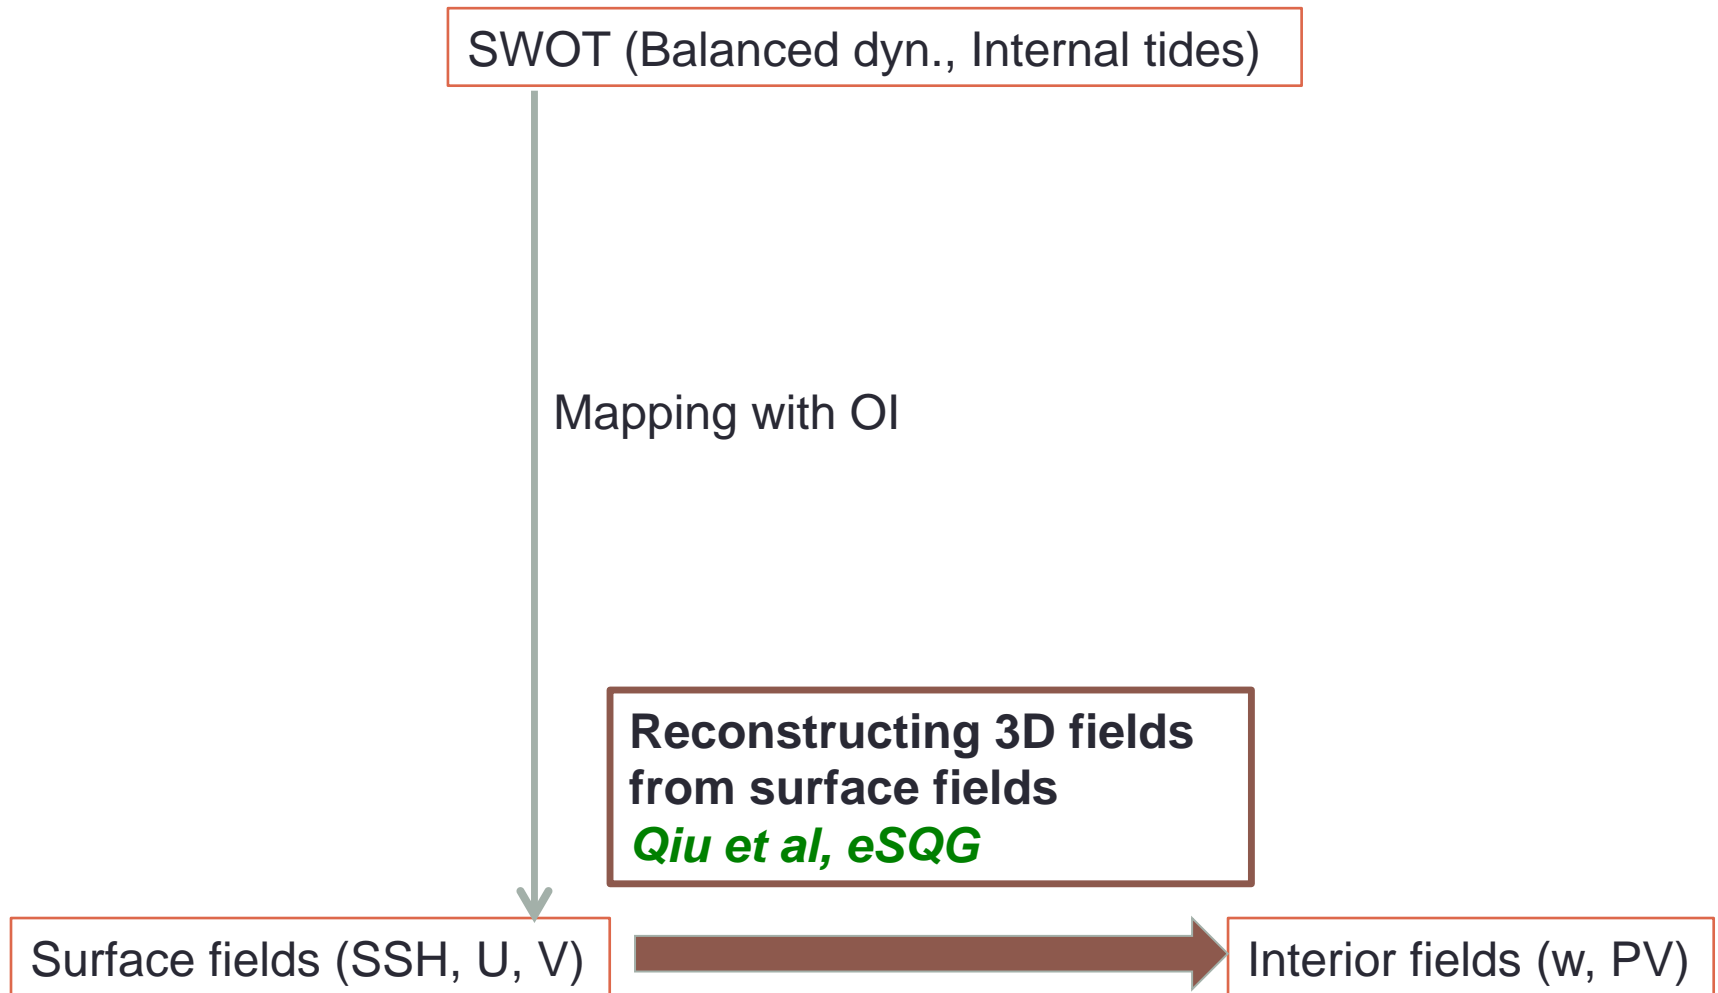 SWOT (Balanced dyn., Internal tides)
Mapping with OI
Reconstructing 3D fields
from surface fields
Qiu et al, eSQG
Surface fields (SSH, U, V)
Interior fields (w, PV)